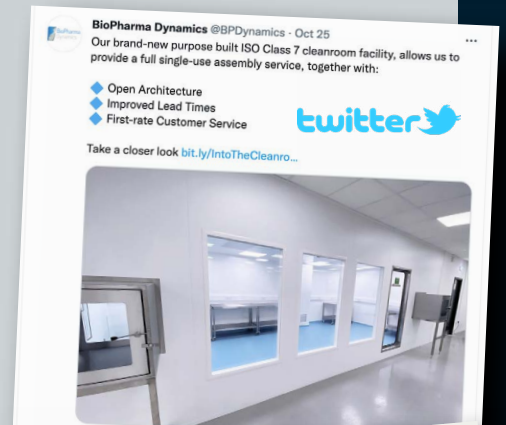 BioPharma Dynamics @BPDynamics · Oct 25
Our brand-new purpose built ISO Class 7 cleanroom facility, allows us to
provide a full single-use assembly service, together with:
Open Architecture
Improved Lead Times
First-rate Customer Service
twitter
Take a closer look bit.ly/IntoTheCleanro...
BioPharma
Dynamics